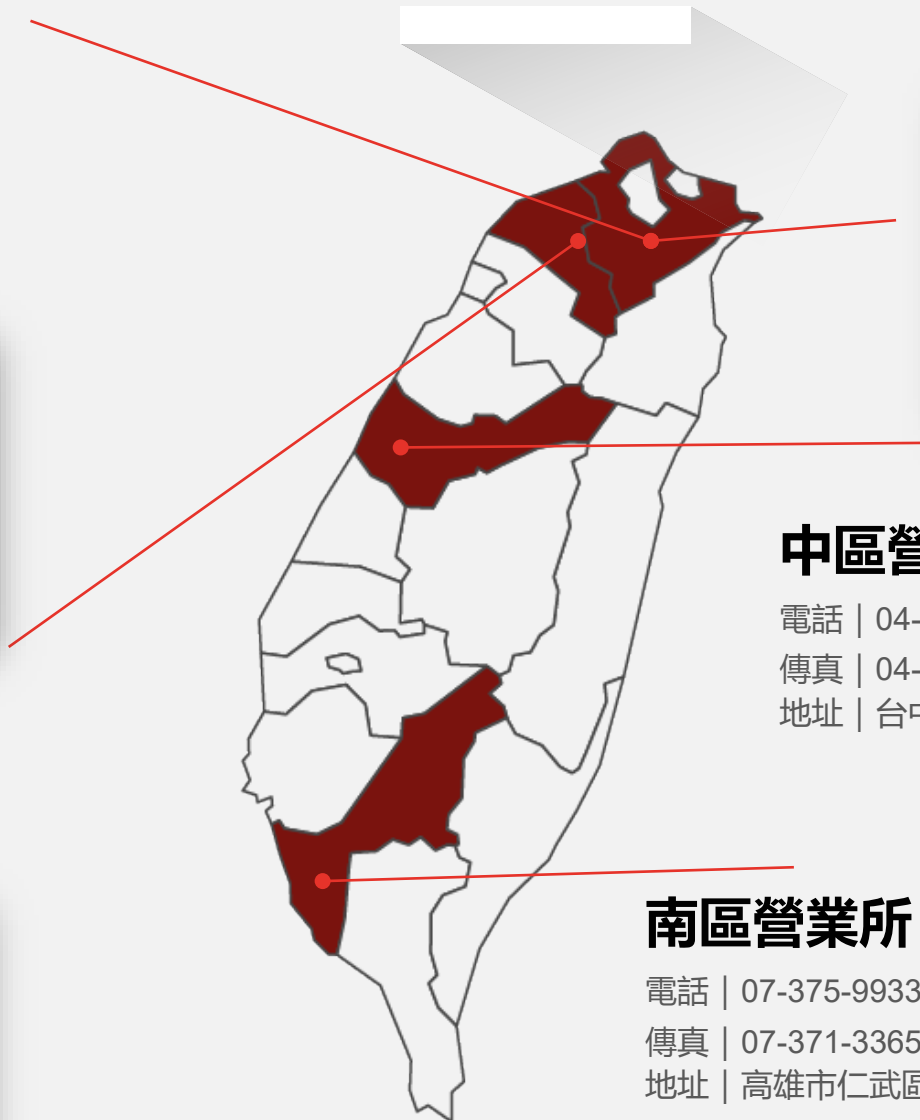 中區營
電話｜04-
傳真｜04-
地址｜台中
南區營業所
電話｜07-375-9933
傳真｜07-371-3365
地址｜高雄市仁武區